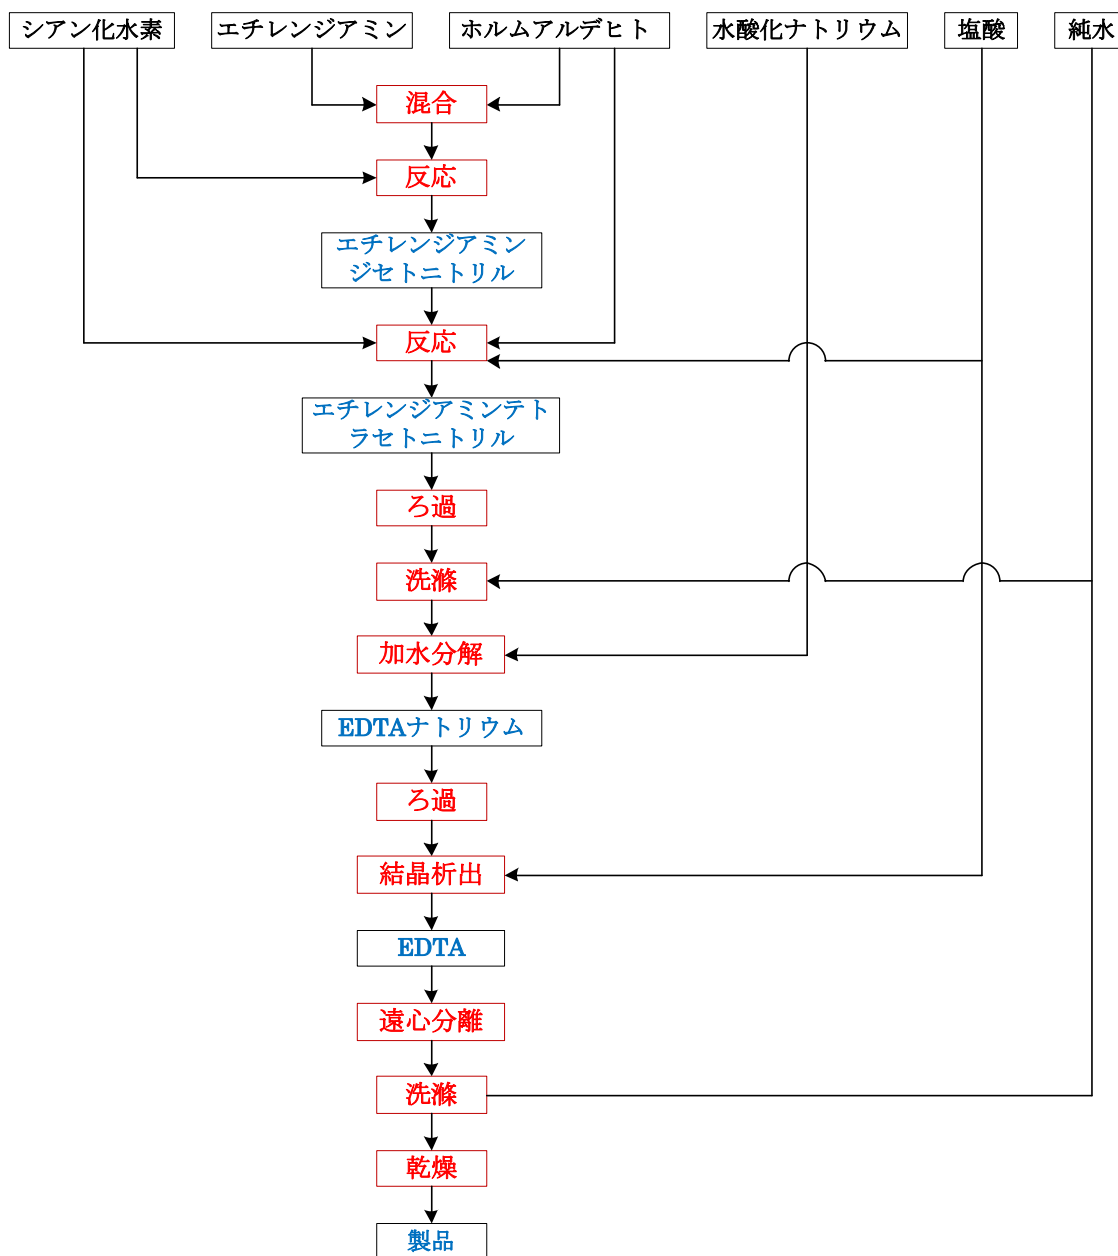 シアン化水素
エチレンジアミン
ホルムアルデヒト
水酸化ナトリウム
塩酸
純水
混合
反応
エチレンジアミン
ジセトニトリル
反応
エチレンジアミンテト
ラセトニトリル
ろ過
洗滌
加水分解
EDTAナトリウム
ろ過
結晶析出
EDTA
遠心分離
洗滌
乾燥
製品